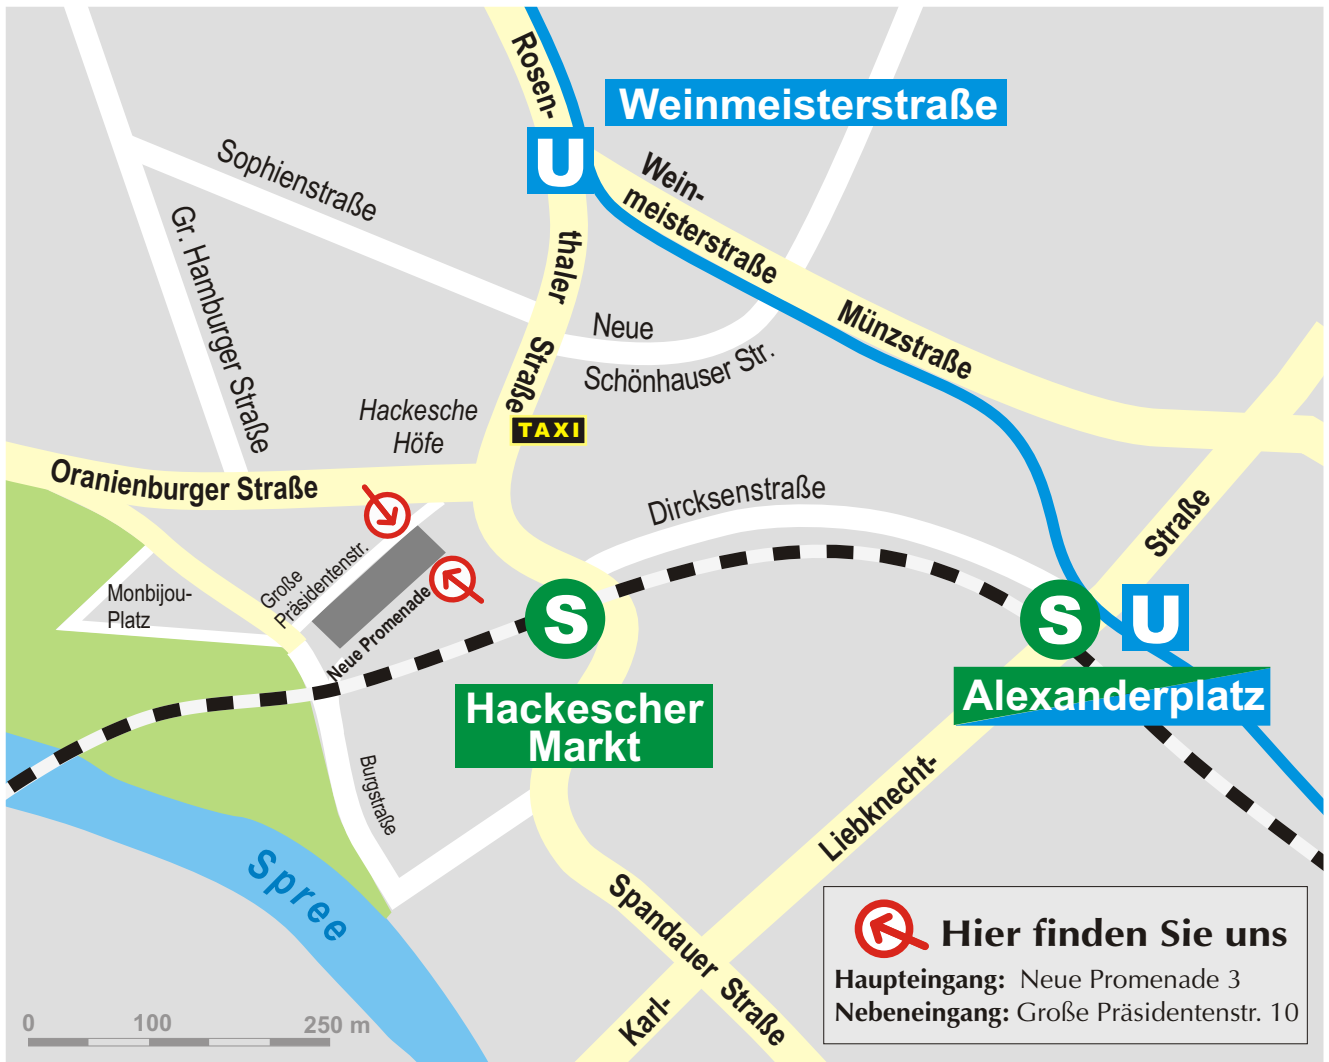 Rosen-
Weinmeisterstraße
U
Wein-
meisterstraße
Sophienstraße
Gr. Hamburger Straße
thaler
Straße
Neue
Schönhauser Str.
Münzstraße
Hackesche
Höfe
TAXI
Oranienburger Straße
Dircksenstraße
Straße
Große
Präsidentenstr.
Monbijou-
Platz
Neue Promenade
S
S
U
Hackescher
Markt
Alexanderplatz
Burgstraße
Liebknecht-
Spree
Spandauer Straße
Karl-
Hier finden Sie uns
Haupteingang: Neue Promenade 3
Nebeneingang: Große Präsidentenstr. 10
0 100 250 m